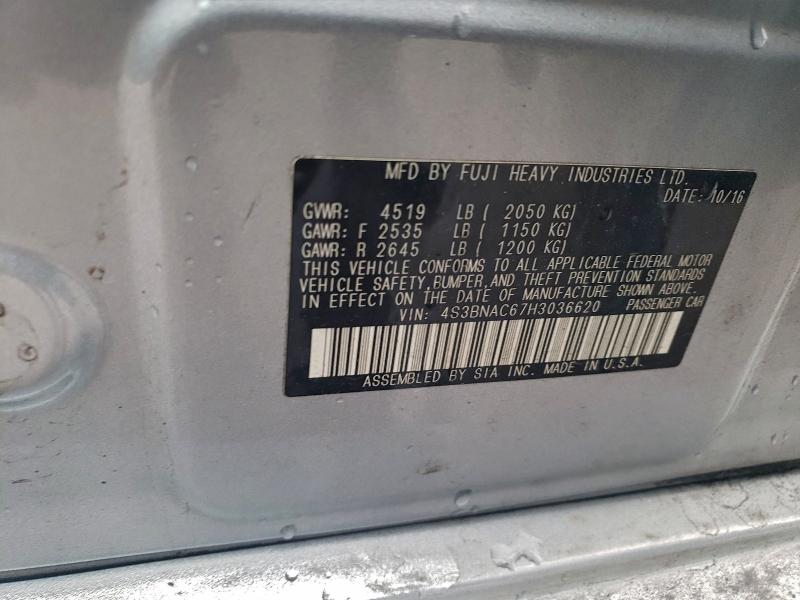 MFD BY FUJI HEAVY INDUSTRIES LTD.
DATE: 10/16
GVWR: 4519 LB ( 2050 KG)
GAWR: F 2535 LB ( 1150 KG)
GAWR: R 2645 LB ( 1200 KG)
THIS VEHICLE CONFORMS TO ALL APPLICABLE FEDERAL MOTOR
VEHICLE SAFETY, BUMPER, AND THEFT PREVENTION STANDARDS
IN EFFECT ON THE DATE OF MANUFACTURE SHOWN ABOVE.
VIN: 4S3BNAC67H3036620 PASSENGER CAR
ASSEMBLED BY SIA INC. MADE IN U.S.A.